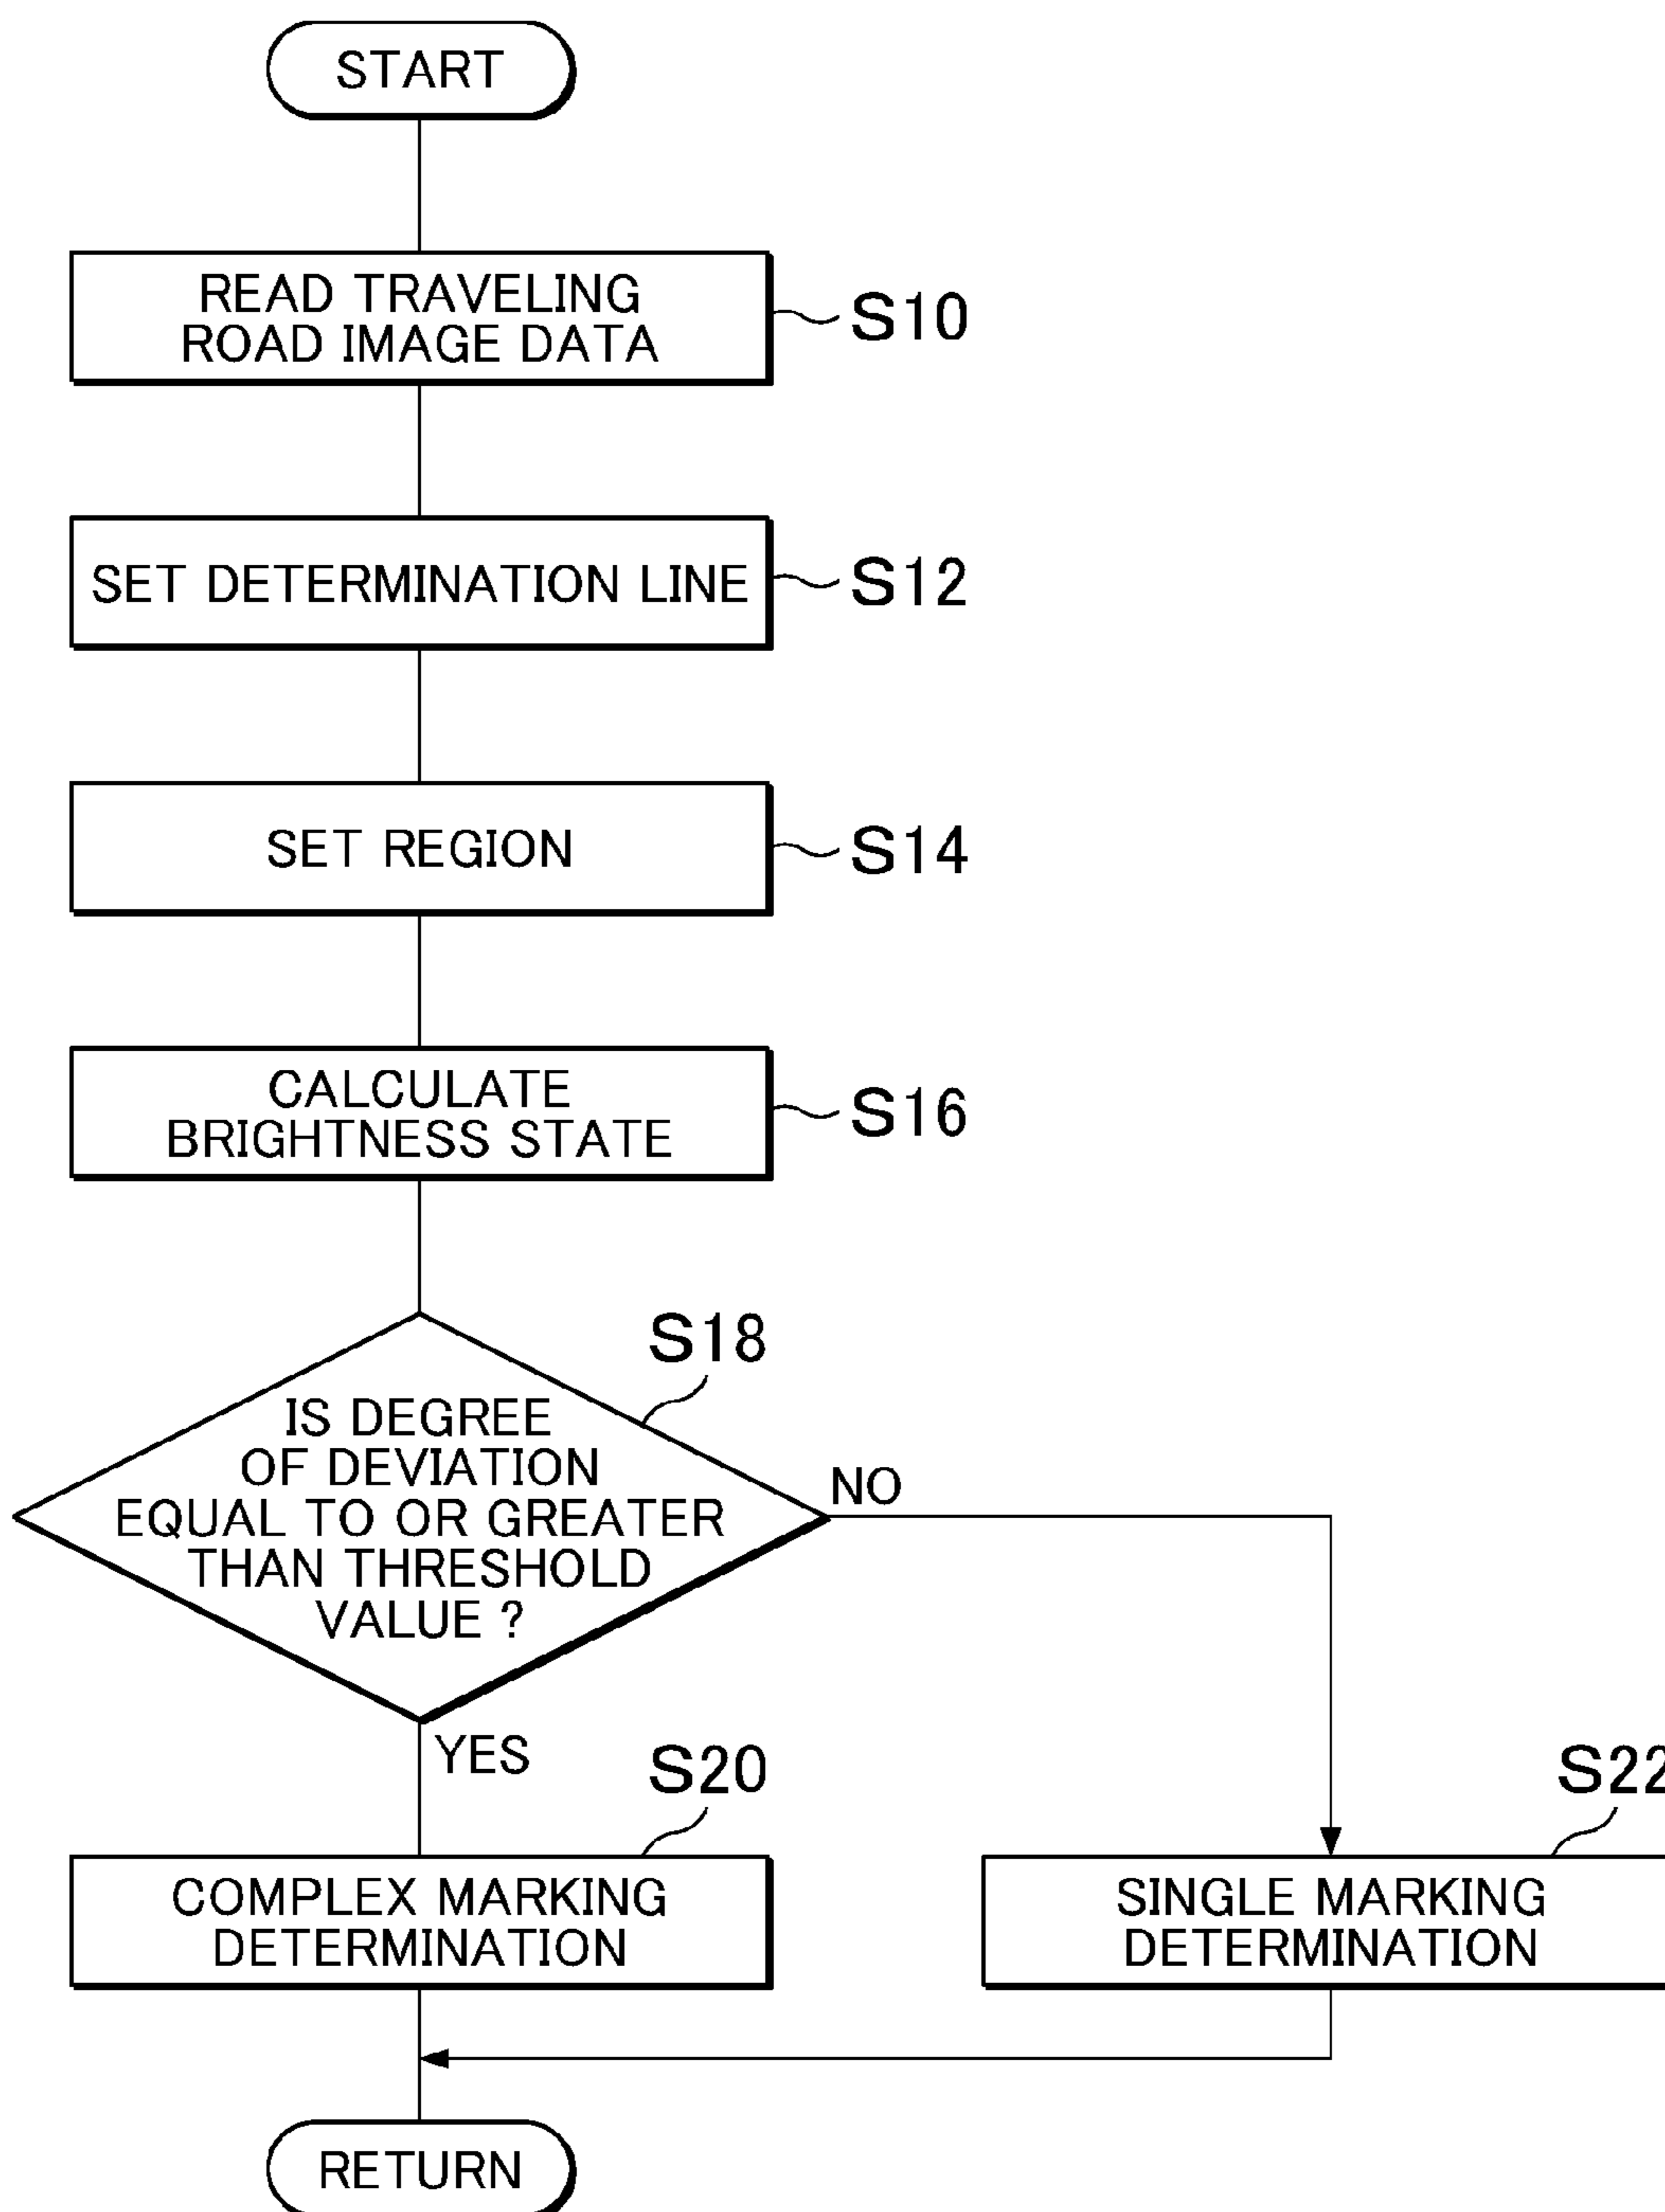 START
READ TRAVELING
ROAD IMAGE DATA
S10
SET DETERMINATION LINE
S12
SET REGION
S14
CALCULATE
BRIGHTNESS STATE
S16
S18
IS DEGREE
OF DEVIATION
EQUAL TO OR GREATER
THAN THRESHOLD
VALUE ?
NO
YES
S20
COMPLEX MARKING
DETERMINATION
S22
SINGLE MARKING
DETERMINATION
RETURN